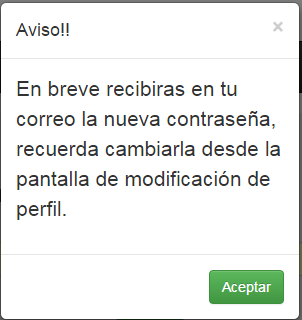 Aviso!!
×
En breve recibiras en tu
correo la nueva contraseña,
recuerda cambiarla desde la
pantalla de modificación de
perfil.
Aceptar